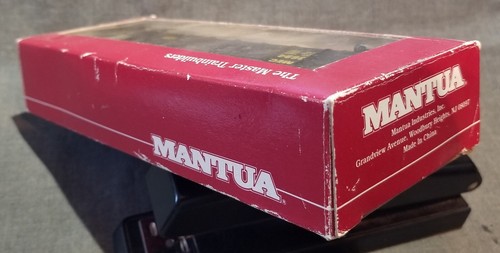 The Master Trainbuilders
MANTUA
MANTUA
Mantua Industries, Inc.
Grandview Avenue, Woodbury Heights, NJ 08097
Made In China